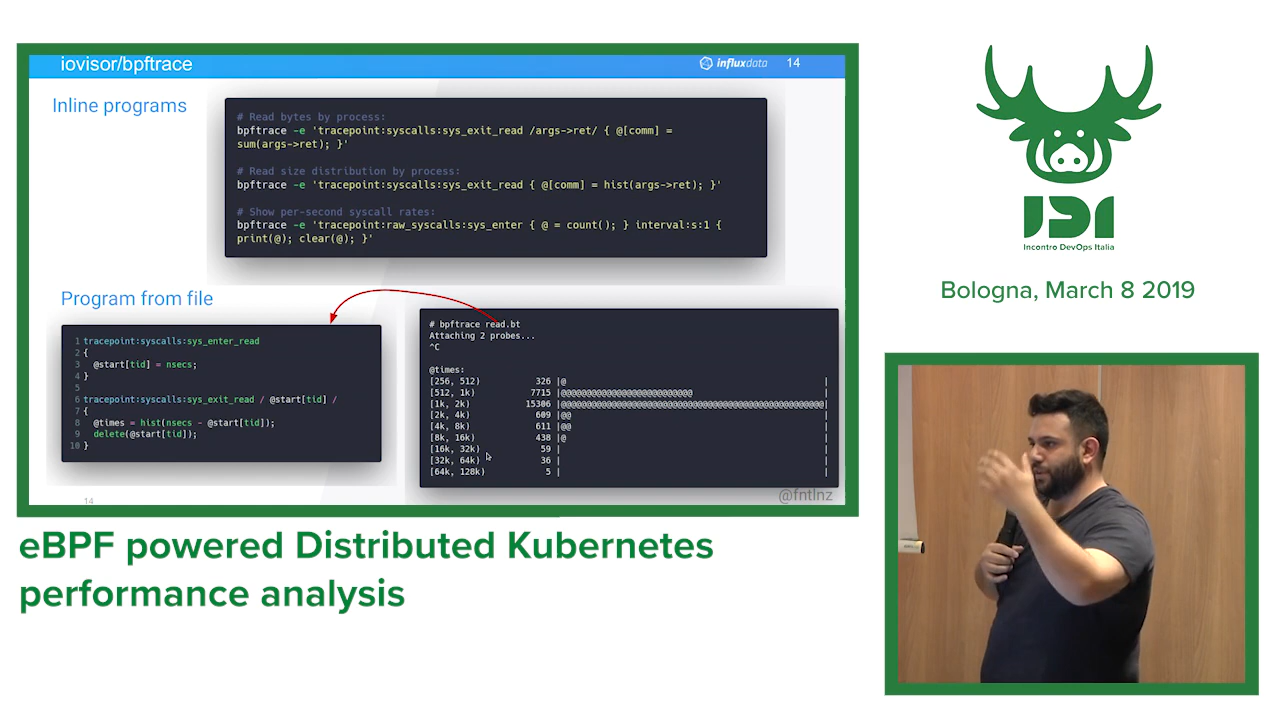 iovisor/bpftrace
influxdata 14
Inline programs
# Read bytes by process:
bpftrace -e 'tracepoint:syscalls:sys_exit_read /args->ret/ { @[comm] =
sum(args->ret); }'
# Read size distribution by process:
bpftrace -e 'tracepoint:syscalls:sys_exit_read { @[comm] = hist(args->ret); }'
# Show per-second syscall rates:
bpftrace -e 'tracepoint:raw_syscalls:sys_enter { @ = count(); } interval:s:1 {
print(@); clear(@); }'
Program from file
1 tracepoint:syscalls:sys_enter_read
2 {
3 @start[tid] = nsecs;
4 }
5
6 tracepoint:syscalls:sys_exit_read / @start[tid] /
7 {
8 @times = hist(nsecs - @start[tid]);
9 delete(@start[tid]);
10 }
# bpftrace read.bt
Attaching 2 probes...
^C
@times:
[256, 512) 326 |@ |
[512, 1k) 7715 |@@@@@@@@@@@@@@@@@@@@@@@@@@ |
[1k, 2k) 15306 |@@@@@@@@@@@@@@@@@@@@@@@@@@@@@@@@@@@@@@@@@@@@@@@@@@@@|
[2k, 4k) 609 |@@ |
[4k, 8k) 611 |@@ |
[8k, 16k) 438 |@ |
[16k, 32k) 59 | |
[32k, 64k) 36 | |
[64k, 128k) 5 | |
14
@fntlnz
eBPF powered Distributed Kubernetes
performance analysis
IDI
Incontro DevOps Italia
Bologna, March 8 2019